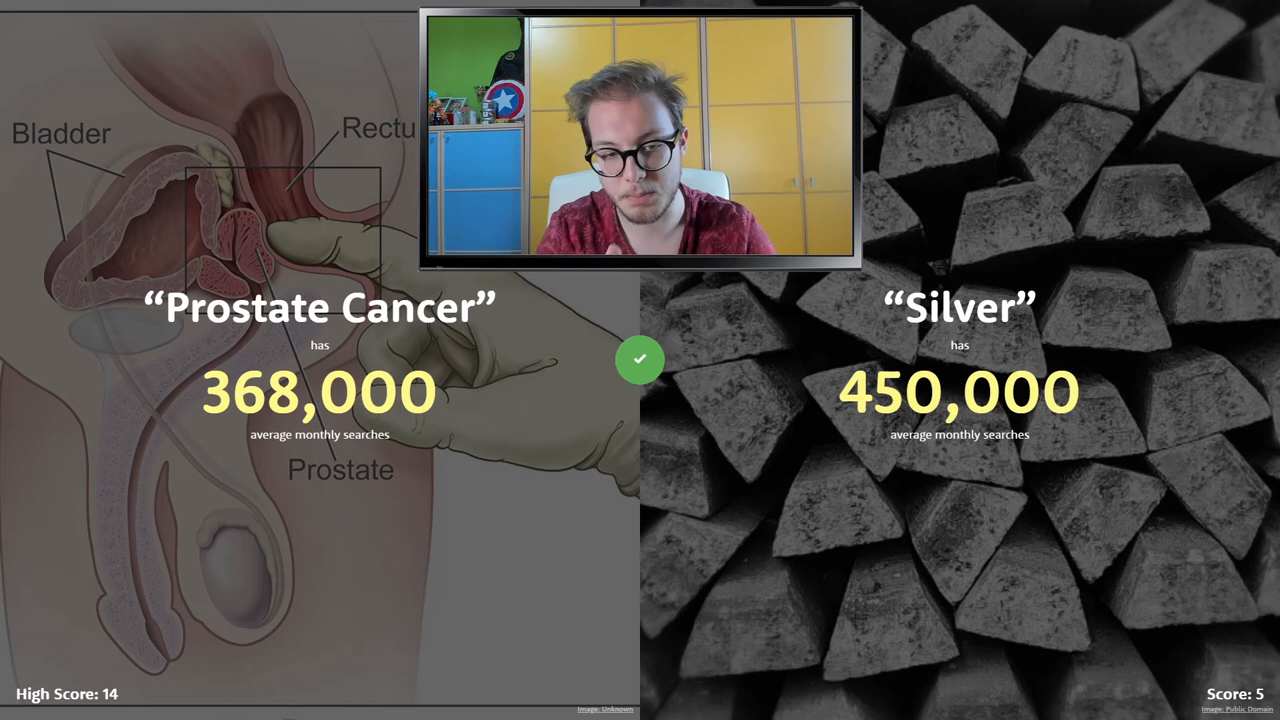 Bladder
Rectu
“Prostate Cancer”
has
368,000
average monthly searches
Prostate
High Score: 14
Image: Unknown
“Silver”
has
450,000
average monthly searches
Score: 5
Image: Public Domain